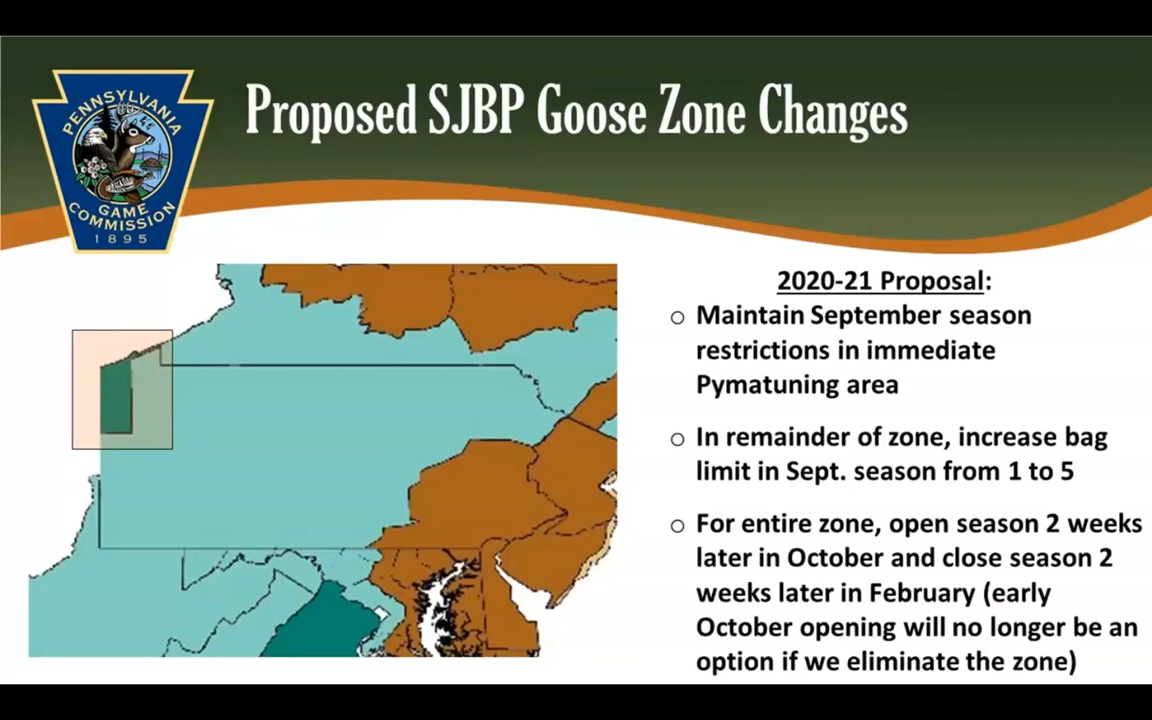 Proposed SJBP Goose Zone Changes
PENNSYLVANIA
GAME
COMMISSION
1895
2020-21 Proposal:
○ Maintain September season
restrictions in immediate
Pymatuning area
○ In remainder of zone, increase bag
limit in Sept. season from 1 to 5
○ For entire zone, open season 2 weeks
later in October and close season 2
weeks later in February (early
October opening will no longer be an
option if we eliminate the zone)